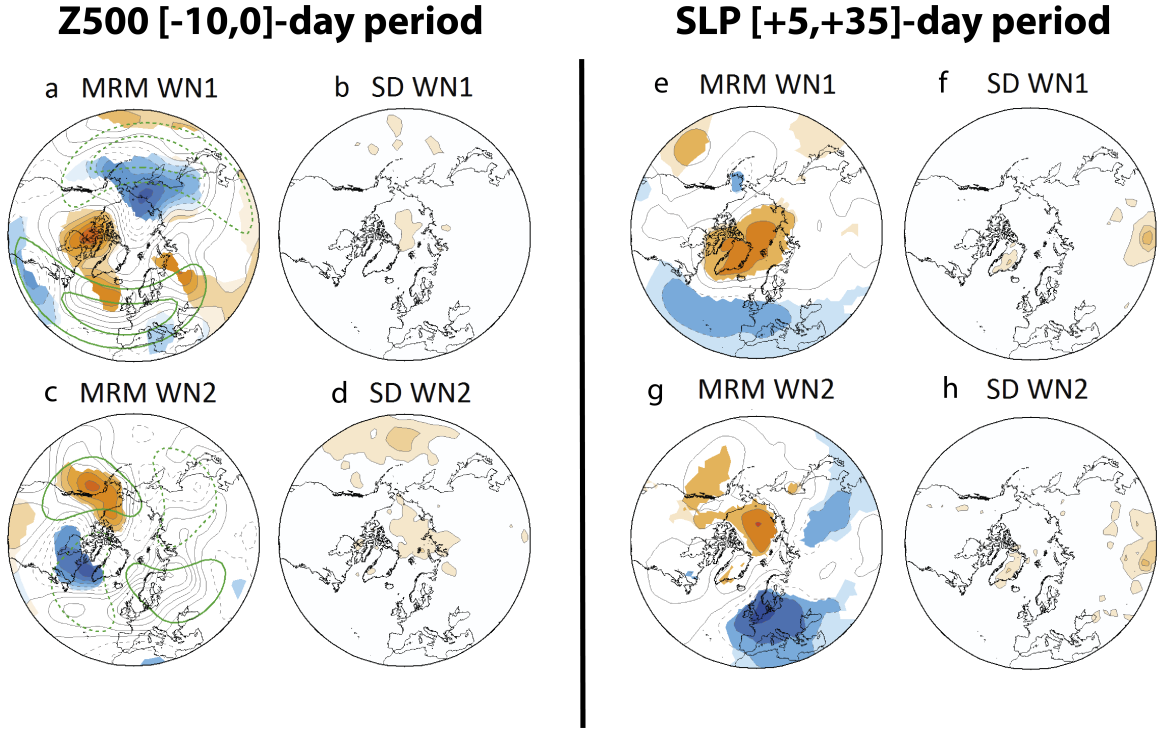 Z500 [-10,0]-day period
SLP [+5,+35]-day period
a MRM WN1
b SD WN1
e MRM WN1
f SD WN1
c MRM WN2
d SD WN2
g MRM WN2
h SD WN2